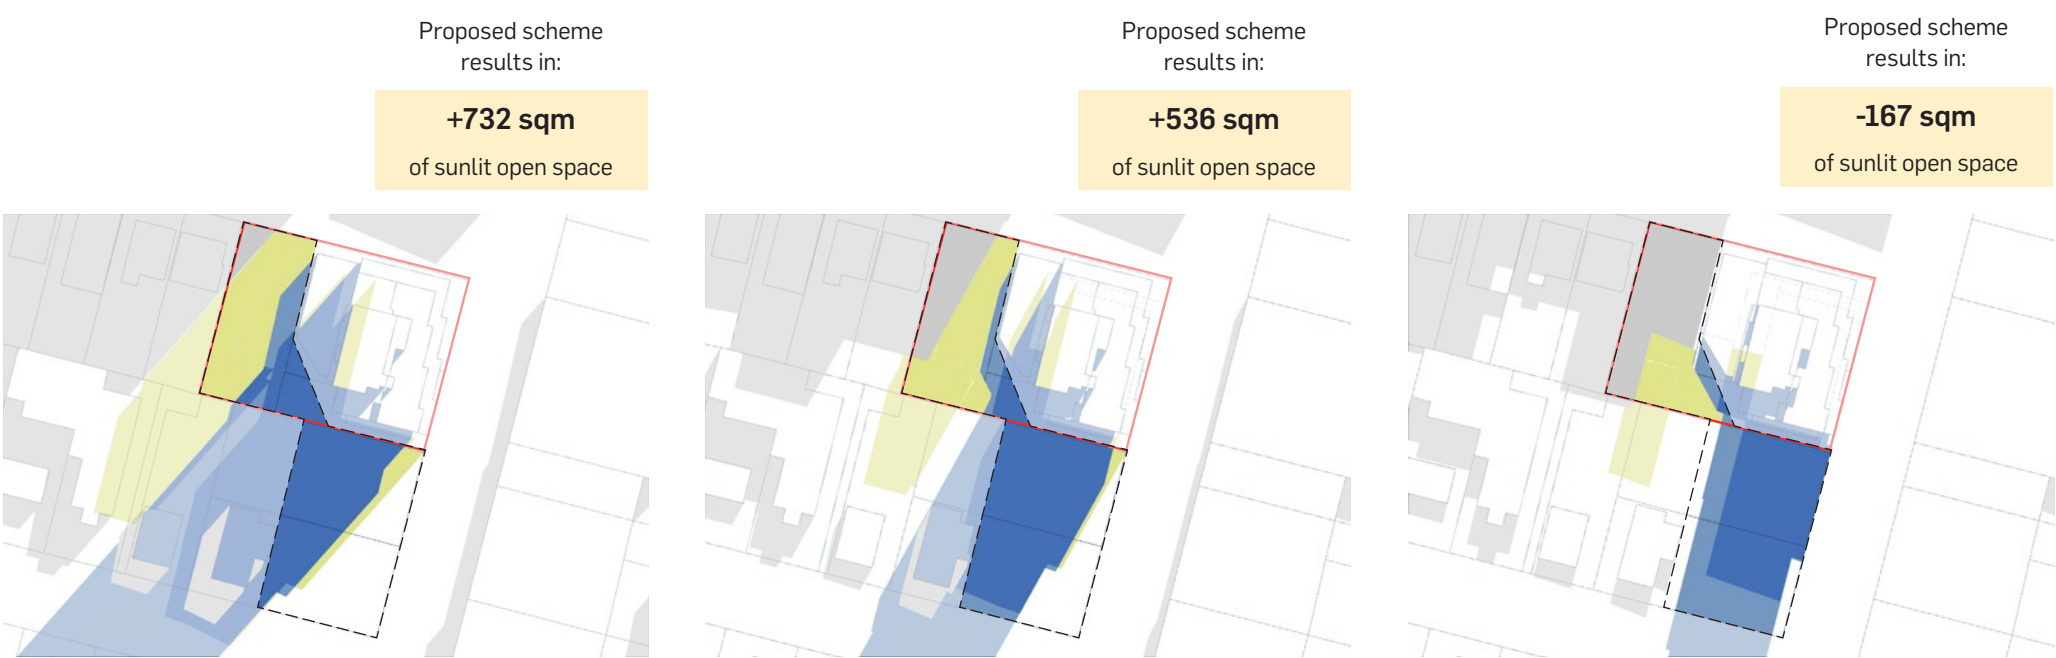 Proposed scheme
results in:
+732 sqm
of sunlit open space
Proposed scheme
results in:
+536 sqm
of sunlit open space
Proposed scheme
results in:
-167 sqm
of sunlit open space